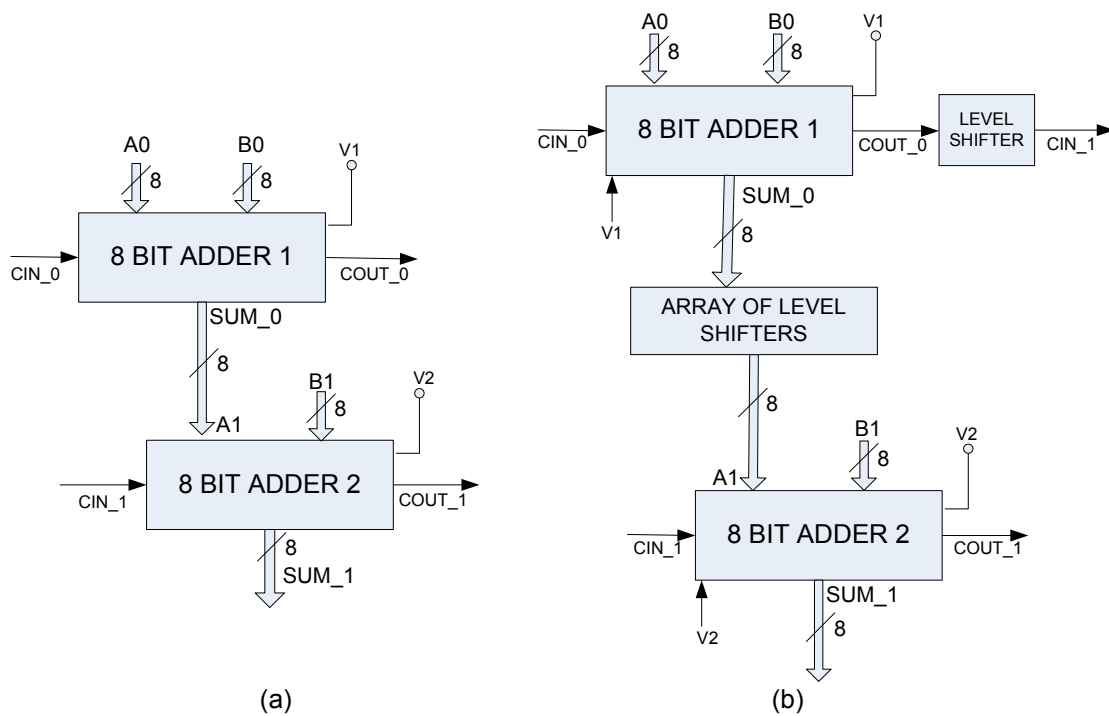 A0
B0
V1
8
8
8 BIT ADDER 1
CIN_0
COUT_0
SUM_0
8
B1
V2
8
A1
8 BIT ADDER 2
CIN_1
COUT_1
8
SUM_1
(a)
A0
B0
V1
8
8
8 BIT ADDER 1
CIN_0
COUT_0
LEVEL
SHIFTER
CIN_1
V1
SUM_0
8
ARRAY OF LEVEL
SHIFTERS
8
B1
V2
8
A1
8 BIT ADDER 2
CIN_1
COUT_1
V2
SUM_1
8
(b)